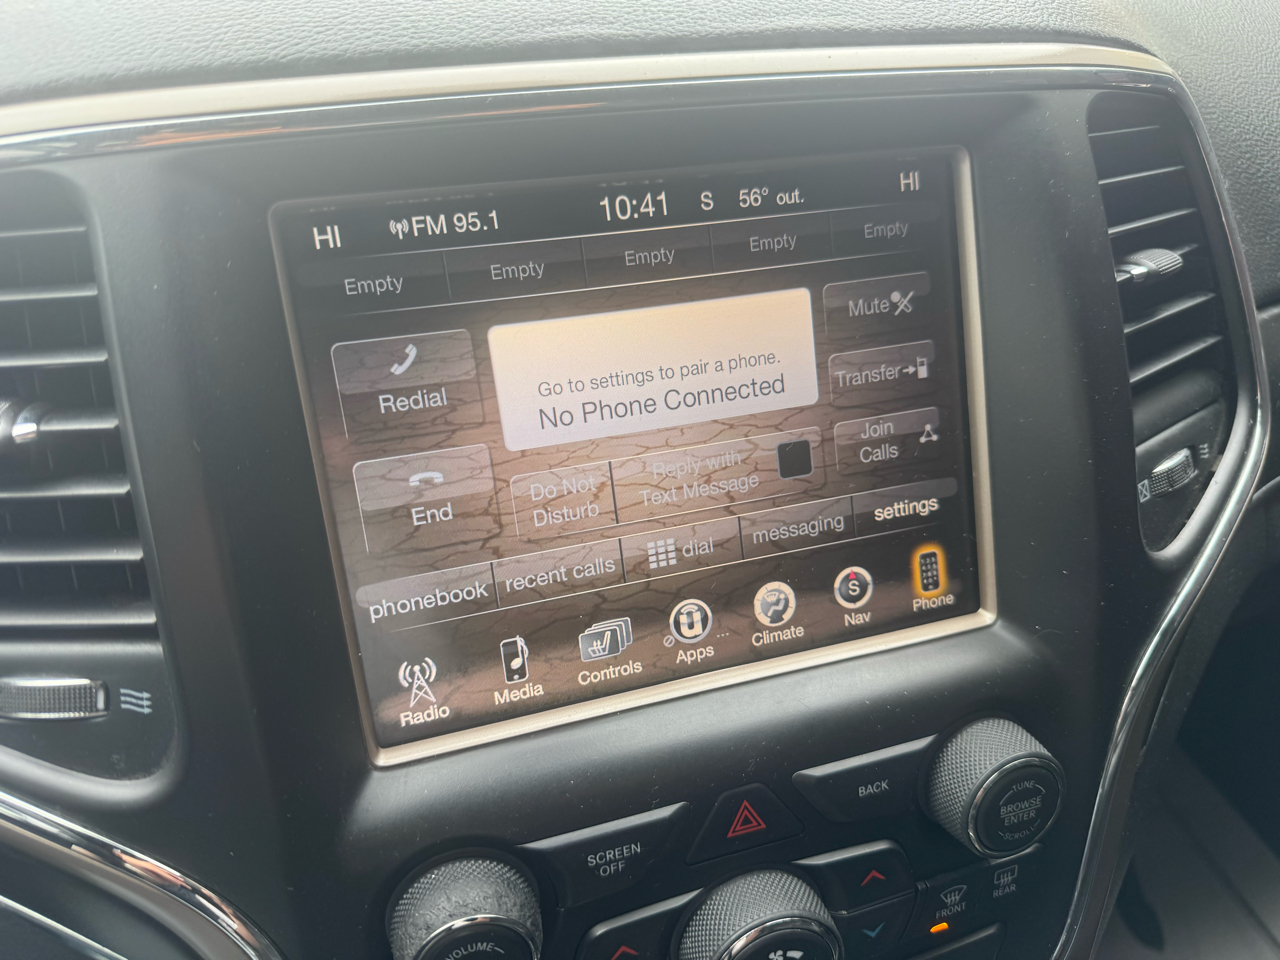 HI
FM 95.1
10:41
S
56° out.
HI
Empty
Empty
Empty
Empty
Empty
Redial
Go to settings to pair a phone.
No Phone Connected
Mute
Transfer
Join
Calls
End
Do Not
Disturb
Reply with
Text Message
phonebook
recent calls
dial
messaging
settings
Radio
Media
Controls
Apps
...
Climate
S
Nav
Phone
SCREEN
OFF
BACK
TUNE
BROWSE
ENTER
SCROLL
VOLUME
FRONT
REAR